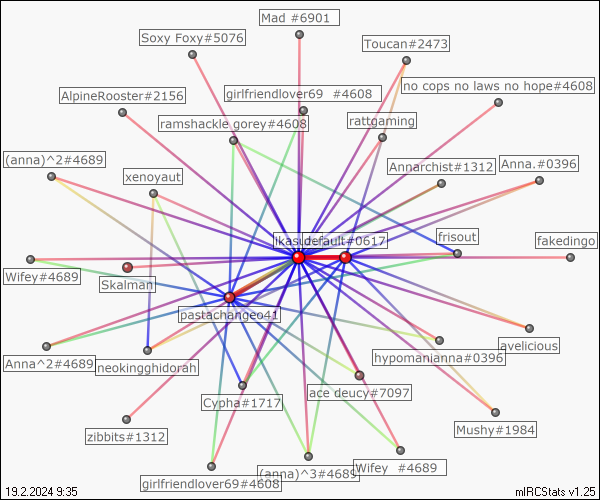 Mad #6901
Soxy Foxy#5076
Toucan#2473
no cops no laws no hope#4608
AlpineRooster#2156
girlfriendlover69 #4608
ramshackle gorey#4608
rattgaming
(anna)^2#4689
xenoyaut
Annarchist#1312
Anna.#0396
ikasu
default#0617
frisout
fakedingo
Wifey#4689
Skalman
pastachangeo41
Anna^2#4689
neokingghidorah
hypomanianna#0396
avelicious
Cypha#1717
ace deucy#7097
zibbits#1312
Mushy#1984
girlfriendlover69#4608
(anna)^3#4689
Wifey #4689
19.2.2024 9:35
mIRCStats v1.25